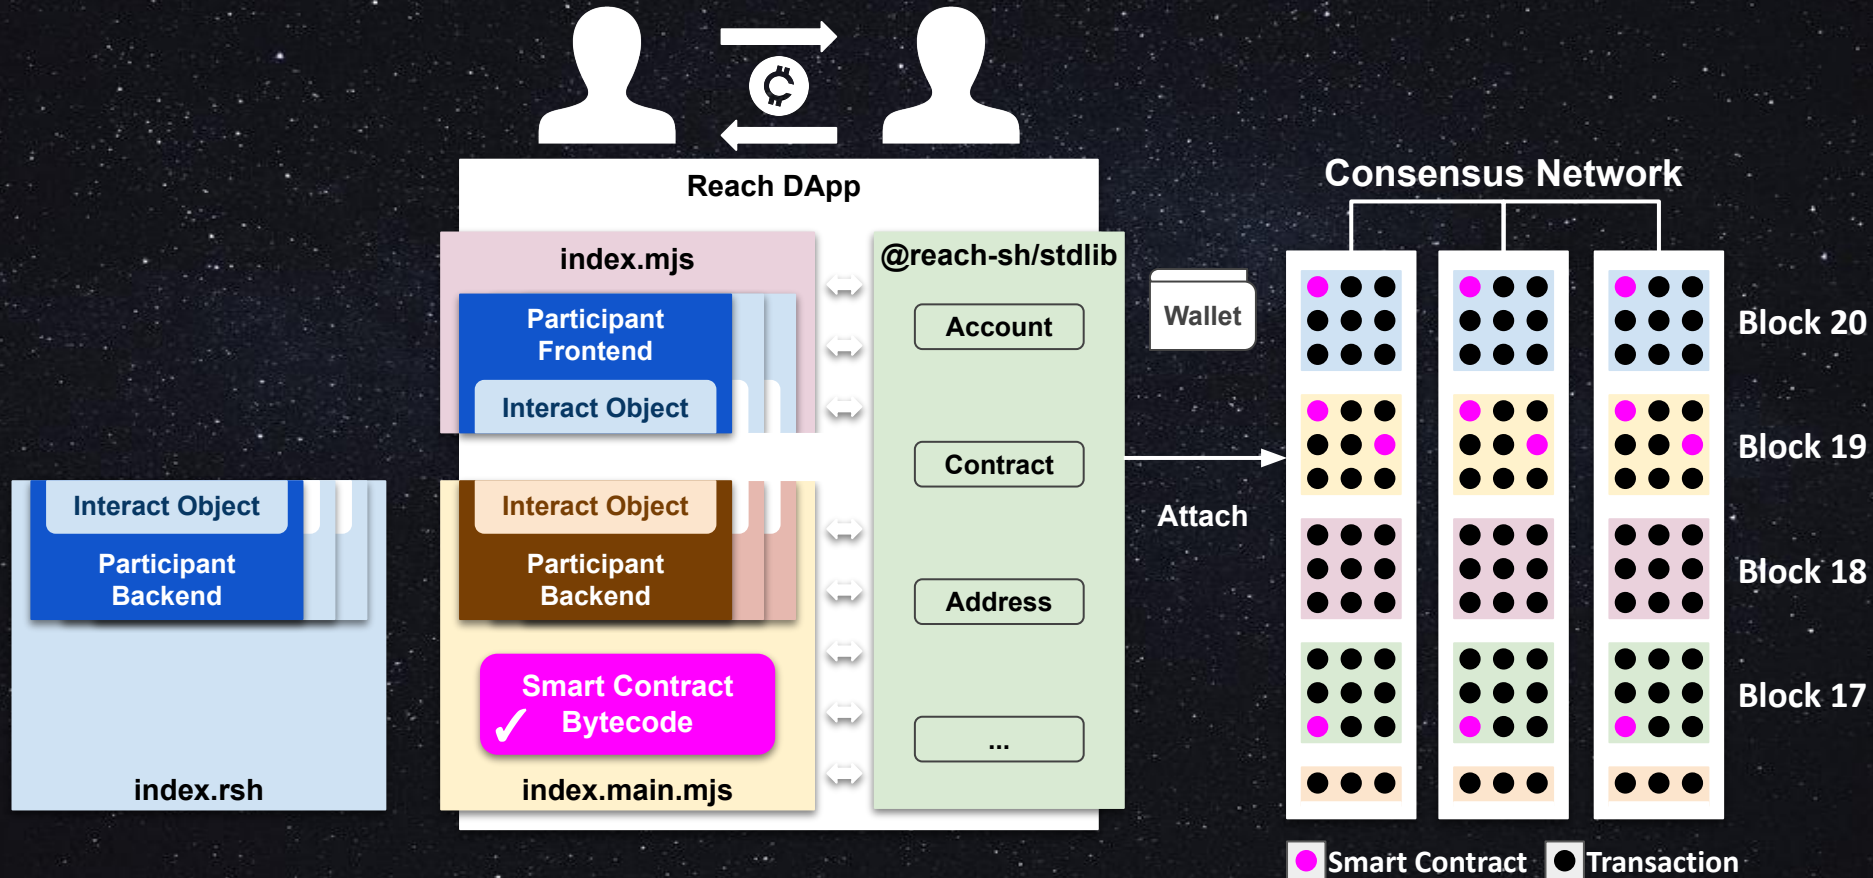 Reach DApp
index.mjs
Participant
Frontend
Interact Object
Interact Object
Participant
Backend
index.rsh
Interact Object
Participant
Backend
Smart Contract
Bytecode
index.main.mjs
@reach-sh/stdlib
Account
Contract
Address
...
Wallet
Attach
Consensus Network
Block 20
Block 19
Block 18
Block 17
Smart Contract
Transaction